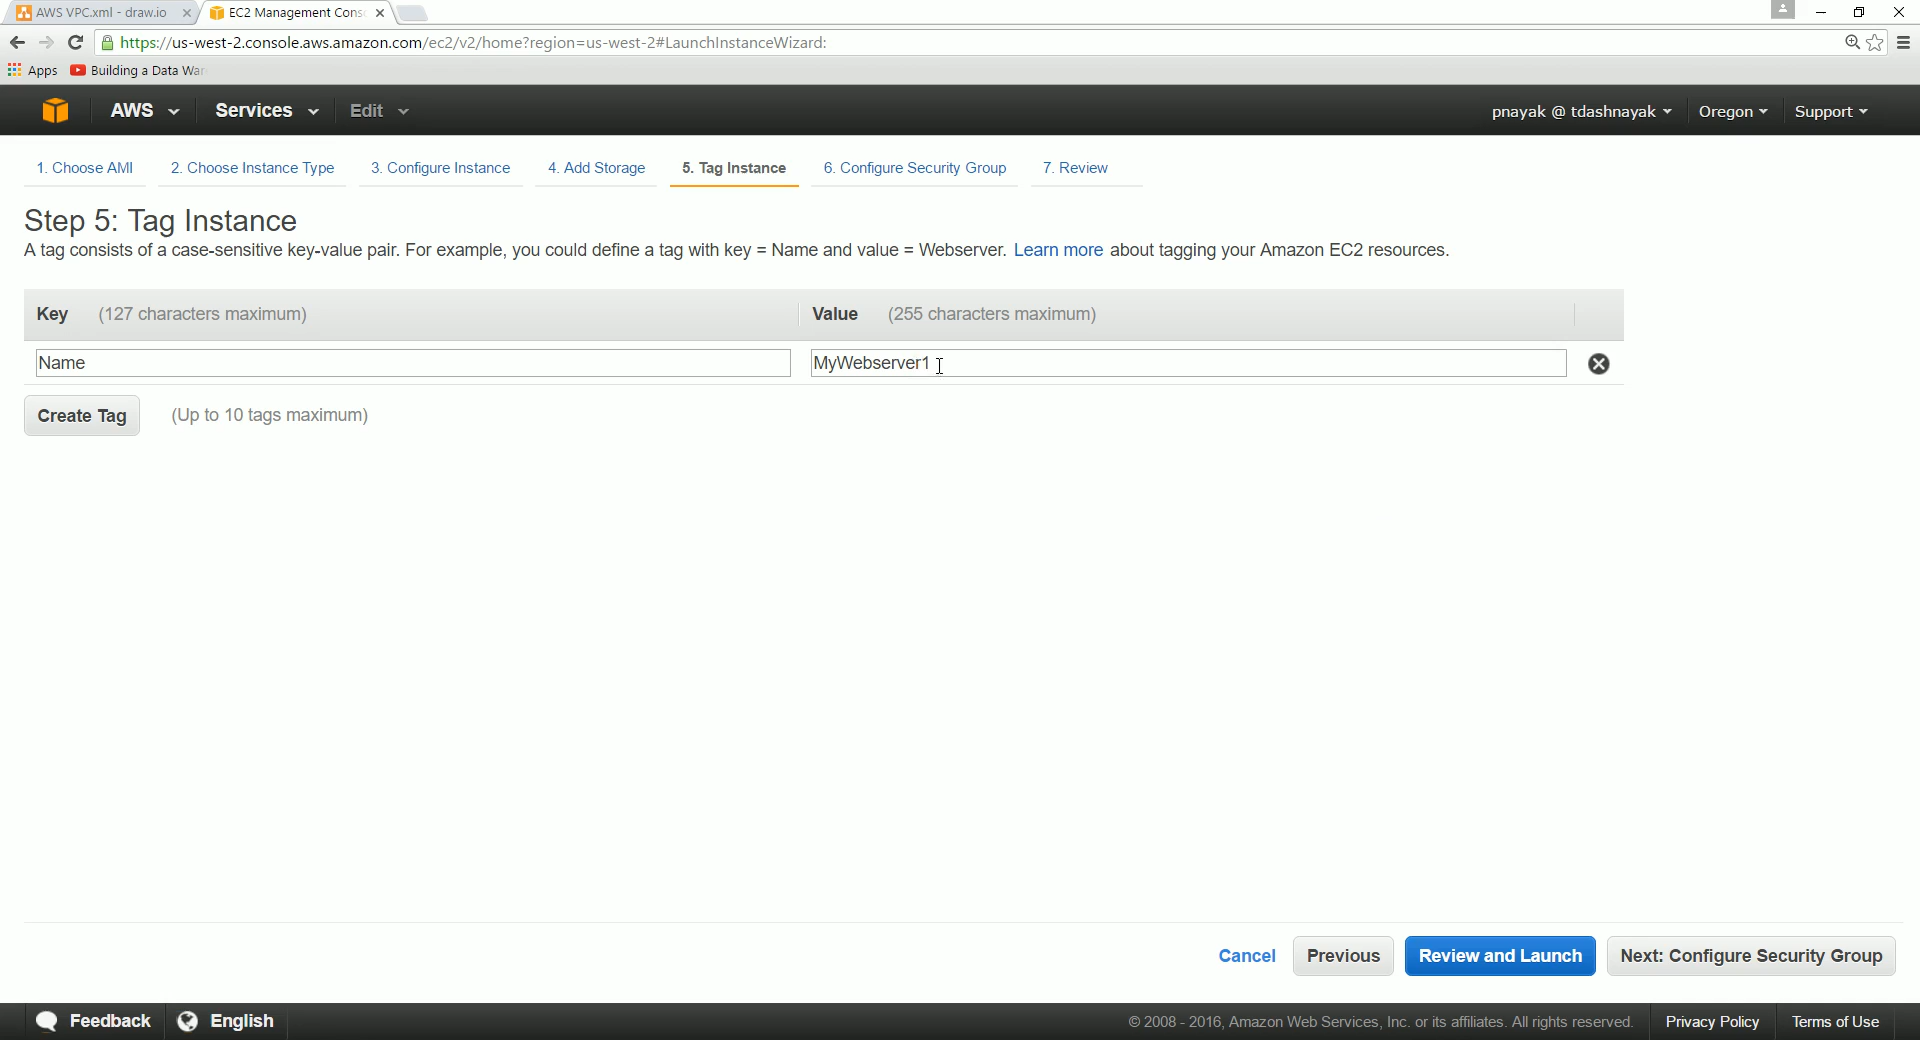 AWS VPC.xml - draw.io
EC2 Management Cons
https://us-west-2.console.aws.amazon.com/ec2/v2/home?region=us-west-2#LaunchInstanceWizard:
Apps Building a Data War
AWS Services Edit pnayak @ tdashnayak Oregon Support
1. Choose AMI 2. Choose Instance Type 3. Configure Instance 4. Add Storage 5. Tag Instance 6. Configure Security Group 7. Review
Step 5: Tag Instance
A tag consists of a case-sensitive key-value pair. For example, you could define a tag with key = Name and value = Webserver. Learn more about tagging your Amazon EC2 resources.
Key (127 characters maximum) Value (255 characters maximum)
Name MyWebserver1
Create Tag (Up to 10 tags maximum)
Cancel Previous Review and Launch Next: Configure Security Group
Feedback English © 2008 - 2016, Amazon Web Services, Inc. or its affiliates. All rights reserved. Privacy Policy Terms of Use